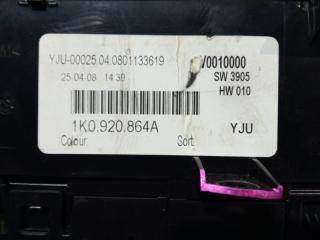 YJU-00025.04.0801133619 V0010000
25-04-08 14:39 SW 3905
HW 010
1K0.920.864A YJU
Colour: Sort: